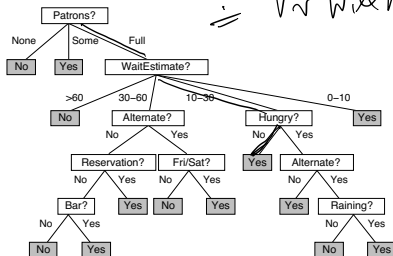 Patrons?
None Some Full
No Yes WaitEstimate?
>60 30–60 10–30 0–10
No Alternate? Hungry? Yes
No Yes No Yes
Reservation? Fri/Sat? Yes Alternate?
No Yes No Yes No Yes
Bar? Yes No Yes Yes Raining?
No Yes No Yes
No Yes No Yes